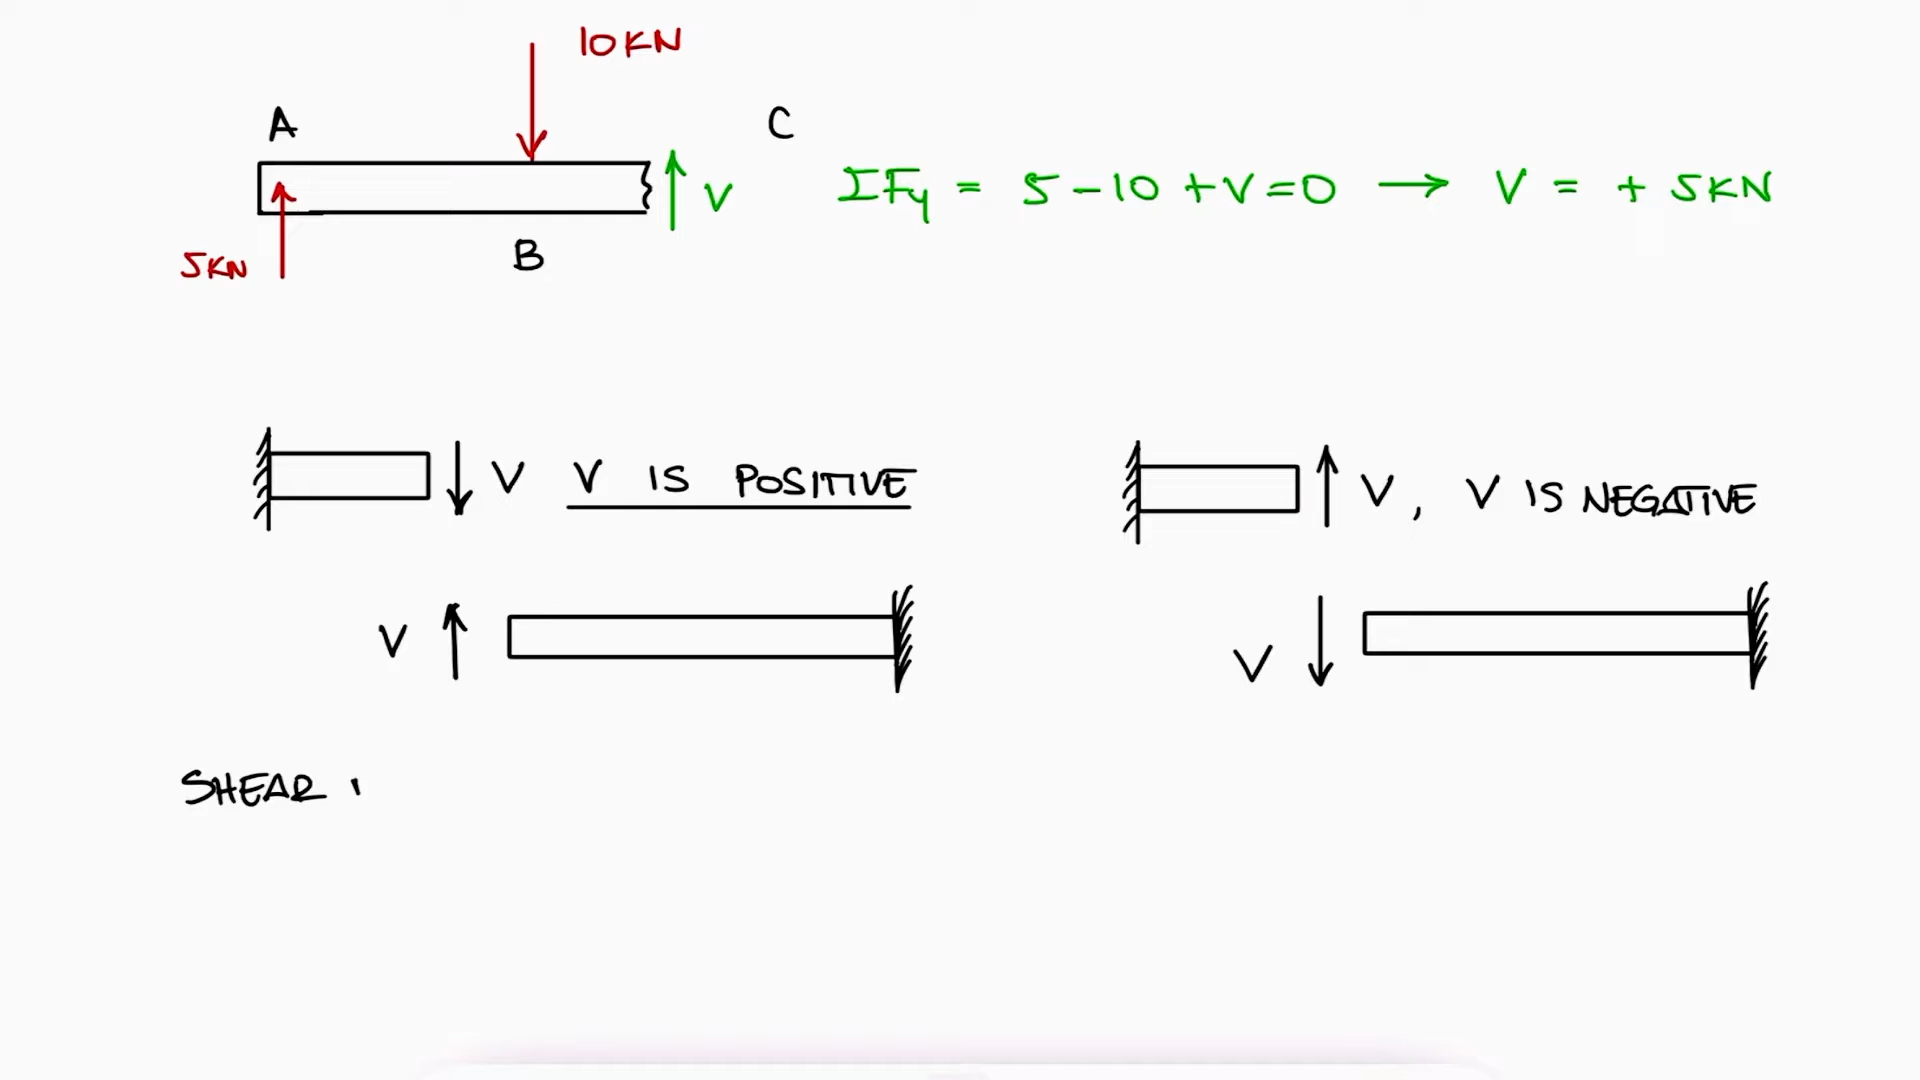 10KN
A
C
V
ΣFy = 5 - 10 + V = 0 → V = + 5KN
5KN
B
V V IS POSITIVE
V, V IS NEGATIVE
V
V
SHEAR